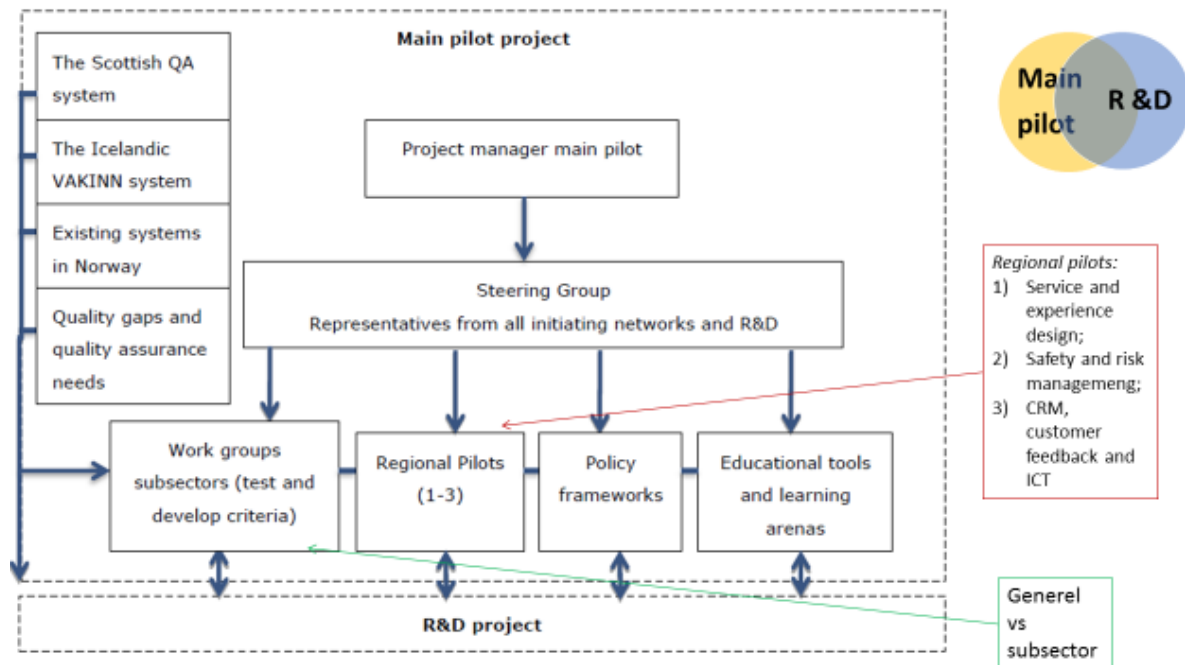 Main pilot project
The Scottish QA
system
The Icelandic
VAKINN system
Existing systems
in Norway
Quality gaps and
quality assurance
needs
Project manager main pilot
Steering Group
Representatives from all initiating networks and R&D
Work groups
subsectors (test and
develop criteria)
Regional Pilots
(1-3)
Policy
frameworks
Educational tools
and learning
arenas
R&D project
Main
pilot
R &D
Regional pilots:
1) Service and
experience
design;
2) Safety and risk
managemeng;
3) CRM,
customer
feedback and
ICT
Generel
vs
subsector